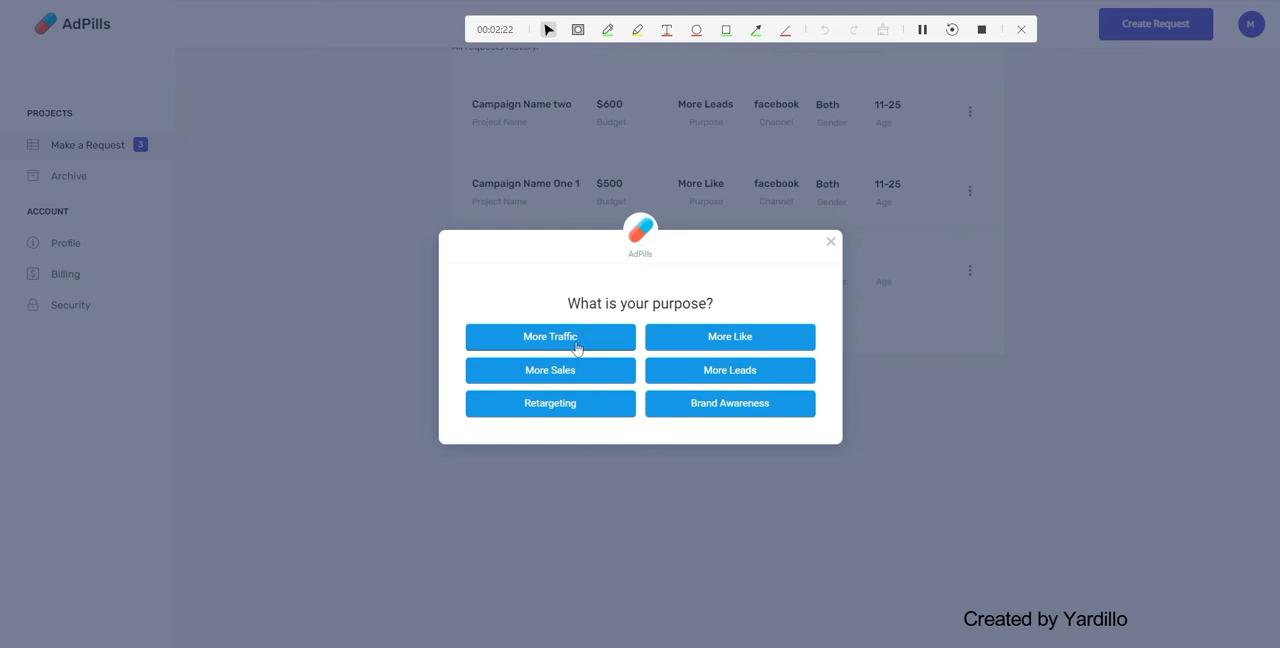 AdPills
00:02:22
Create Request
M
All requests history.
PROJECTS
Make a Request 3
Archive
ACCOUNT
Profile
Billing
Security
Campaign Name two $600 More Leads facebook Both 11-25
Project Name Budget Purpose Channel Gender Age
Campaign Name One 1 $500 More Like facebook Both 11-25
Project Name Budget Purpose Channel Gender Age
Age
AdPills
What is your purpose?
More Traffic More Like
More Sales More Leads
Retargeting Brand Awareness
Created by Yardillo